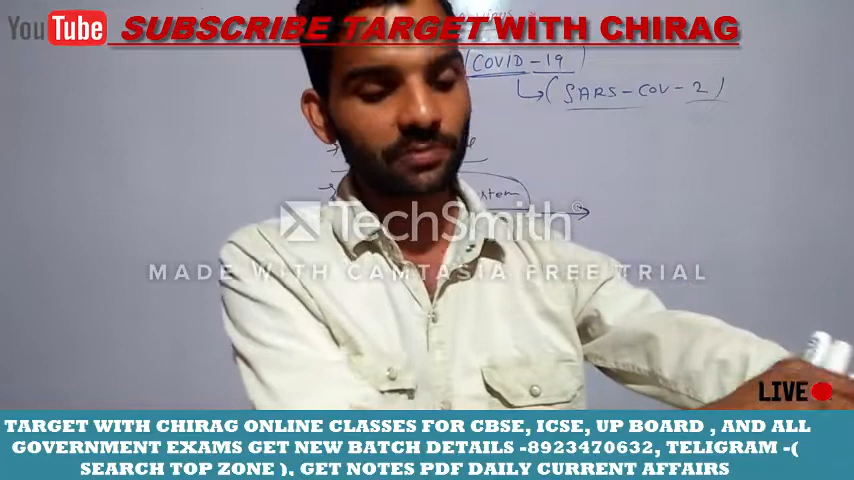 YouTube SUBSCRIBE TARGET WITH CHIRAG
(COVID-19)
(SARS-COV-2)
TechSmith
MADE WITH CAMTASIA FREE TRIAL
LIVE
TARGET WITH CHIRAG ONLINE CLASSES FOR CBSE, ICSE, UP BOARD , AND ALL
GOVERNMENT EXAMS GET NEW BATCH DETAILS -8923470632, TELIGRAM -(
SEARCH TOP ZONE ), GET NOTES PDF DAILY CURRENT AFFAIRS